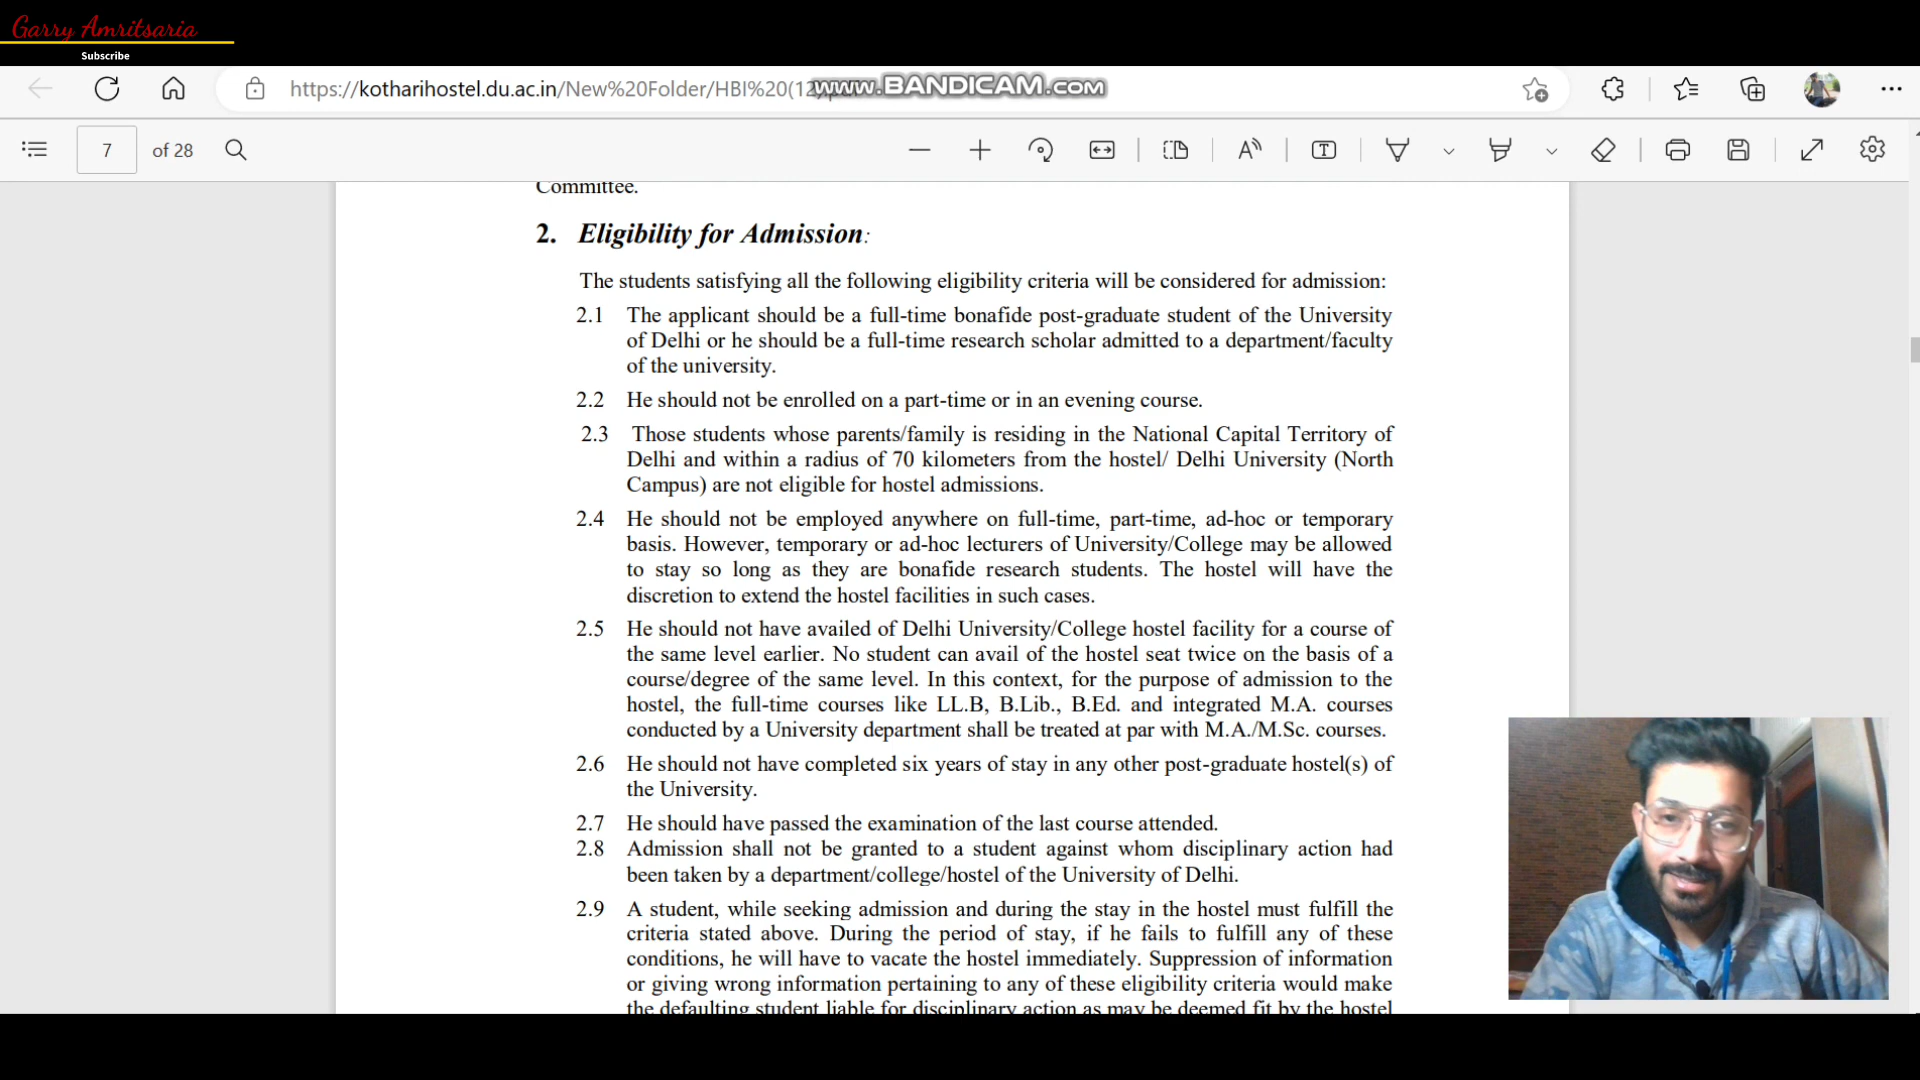 Garry Amritsaria
Subscribe
https://kotharihostel.du.ac.in/New%20Folder/HBI%20(12
www.BANDICAM.com
7 of 28
Committee.
2. Eligibility for Admission:
The students satisfying all the following eligibility criteria will be considered for admission:
2.1 The applicant should be a full-time bonafide post-graduate student of the University
of Delhi or he should be a full-time research scholar admitted to a department/faculty
of the university.
2.2 He should not be enrolled on a part-time or in an evening course.
2.3 Those students whose parents/family is residing in the National Capital Territory of
Delhi and within a radius of 70 kilometers from the hostel/ Delhi University (North
Campus) are not eligible for hostel admissions.
2.4 He should not be employed anywhere on full-time, part-time, ad-hoc or temporary
basis. However, temporary or ad-hoc lecturers of University/College may be allowed
to stay so long as they are bonafide research students. The hostel will have the
discretion to extend the hostel facilities in such cases.
2.5 He should not have availed of Delhi University/College hostel facility for a course of
the same level earlier. No student can avail of the hostel seat twice on the basis of a
course/degree of the same level. In this context, for the purpose of admission to the
hostel, the full-time courses like LL.B, B.Lib., B.Ed. and integrated M.A. courses
conducted by a University department shall be treated at par with M.A./M.Sc. courses.
2.6 He should not have completed six years of stay in any other post-graduate hostel(s) of
the University.
2.7 He should have passed the examination of the last course attended.
2.8 Admission shall not be granted to a student against whom disciplinary action had
been taken by a department/college/hostel of the University of Delhi.
2.9 A student, while seeking admission and during the stay in the hostel must fulfill the
criteria stated above. During the period of stay, if he fails to fulfill any of these
conditions, he will have to vacate the hostel immediately. Suppression of information
or giving wrong information pertaining to any of these eligibility criteria would make
the defaulting student liable for disciplinary action as may be deemed fit by the hostel